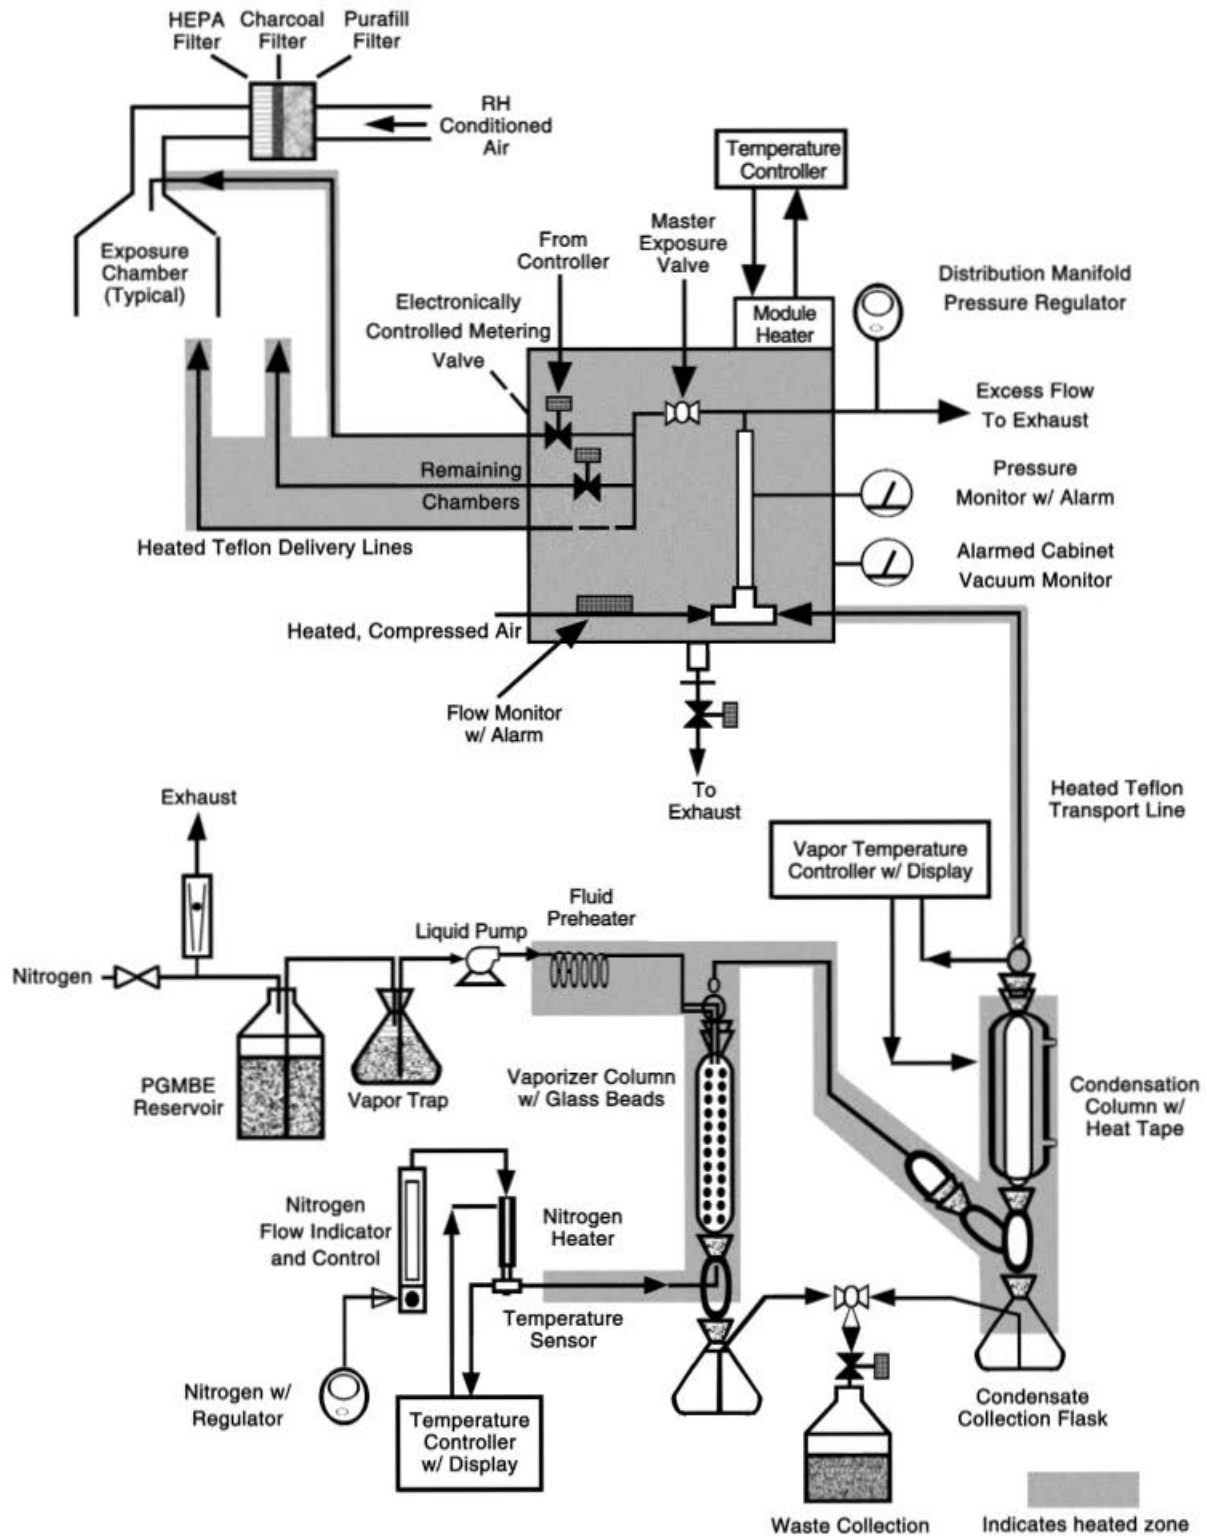 HEPA
Filter
Charcoal
Filter
Purafill
Filter
RH
Conditioned
Air
Temperature
Controller
Master
Exposure
Valve
From
Controller
Exposure
Chamber
(Typical)
Distribution Manifold
Pressure Regulator
Electronically
Controlled Metering
Valve
Module
Heater
Excess Flow
To Exhaust
Remaining
Chambers
Pressure
Monitor w/ Alarm
Heated Teflon Delivery Lines
Alarmed Cabinet
Vacuum Monitor
Heated, Compressed Air
Flow Monitor
w/ Alarm
To
Exhaust
Heated Teflon
Transport Line
Exhaust
Vapor Temperature
Controller w/ Display
Fluid
Preheater
Liquid Pump
Nitrogen
PGMBE
Reservoir
Vapor Trap
Vaporizer Column
w/ Glass Beads
Condensation
Column w/
Heat Tape
Nitrogen
Flow Indicator
and Control
Nitrogen
Heater
Temperature
Sensor
Nitrogen w/
Regulator
Temperature
Controller
w/ Display
Condensate
Collection Flask
Waste Collection
Indicates heated zone